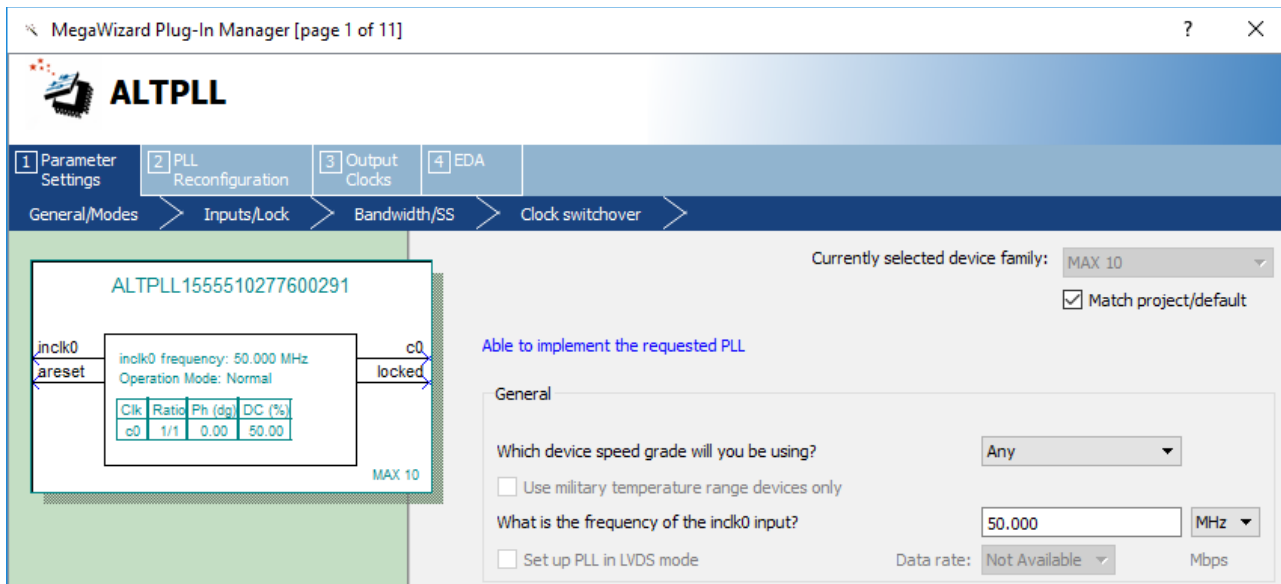 MegaWizard Plug-In Manager [page 1 of 11]
?
ALTPLL
1 Parameter Settings
2 PLL Reconfiguration
3 Output Clocks
4 EDA
General/Modes
Inputs/Lock
Bandwidth/SS
Clock switchover
ALTPLL1555510277600291
inclk0
areset
inclk0 frequency: 50.000 MHz
Operation Mode: Normal
Clk Ratio Ph (dg) DC (%)
c0 1/1 0.00 50.00
c0
locked
MAX 10
Currently selected device family: MAX 10
Match project/default
Able to implement the requested PLL
General
Which device speed grade will you be using? Any
Use military temperature range devices only
What is the frequency of the inclk0 input? 50.000 MHz
Set up PLL in LVDS mode Data rate: Not Available Mbps